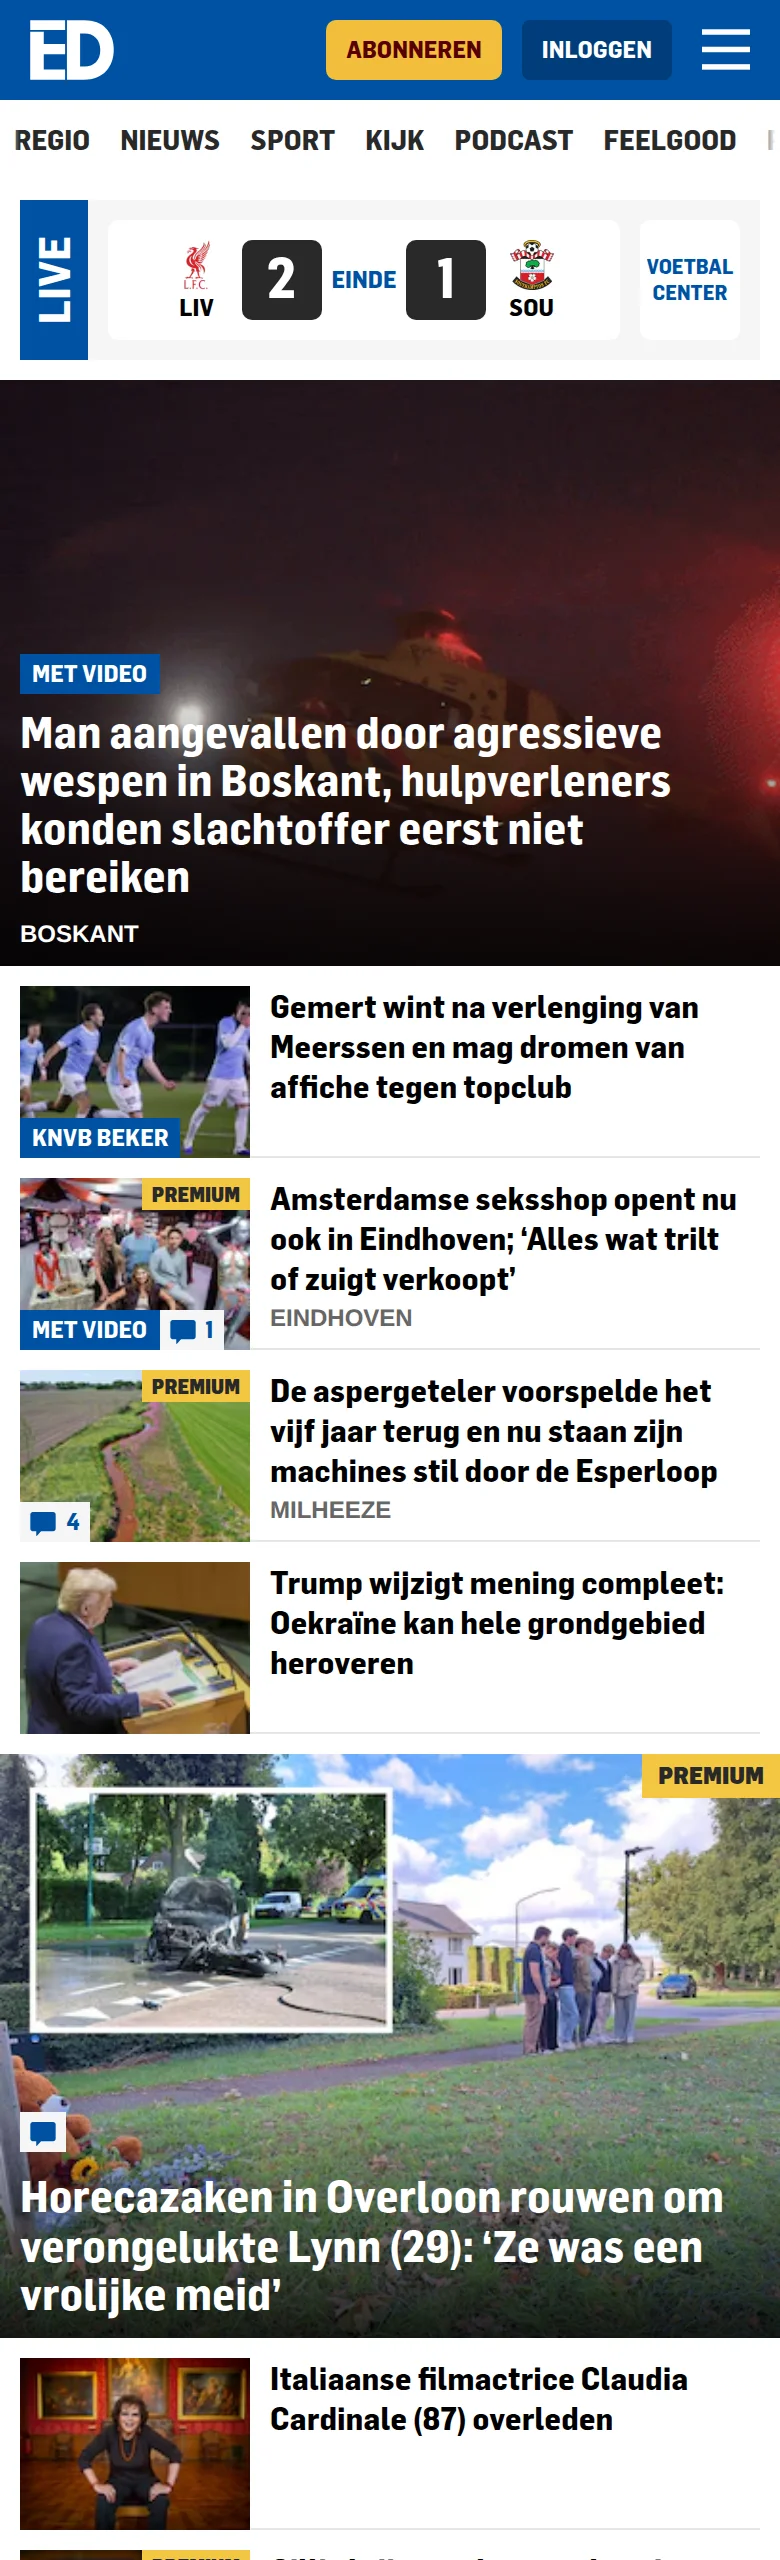 ED
ABONNEREN
INLOGGEN
REGIO NIEUWS SPORT KIJK PODCAST FEELGOOD
LIVE
L.F.C.
LIV
2
EINDE
1
SOU
VOETBAL
CENTER
MET VIDEO
Man aangevallen door agressieve
wespen in Boskant, hulpverleners
konden slachtoffer eerst niet
bereiken
BOSKANT
KNVB BEKER
Gemert wint na verlenging van
Meerssen en mag dromen van
affiche tegen topclub
PREMIUM
MET VIDEO
1
Amsterdamse seksshop opent nu
ook in Eindhoven; ‘Alles wat trilt
of zuigt verkoopt’
EINDHOVEN
PREMIUM
4
De aspergeteler voorspelde het
vijf jaar terug en nu staan zijn
machines stil door de Esperloop
MILHEEZE
Trump wijzigt mening compleet:
Oekraïne kan hele grondgebied
heroveren
PREMIUM
Horecazaken in Overloon rouwen om
verongelukte Lynn (29): ‘Ze was een
vrolijke meid’
Italiaanse filmactrice Claudia
Cardinale (87) overleden